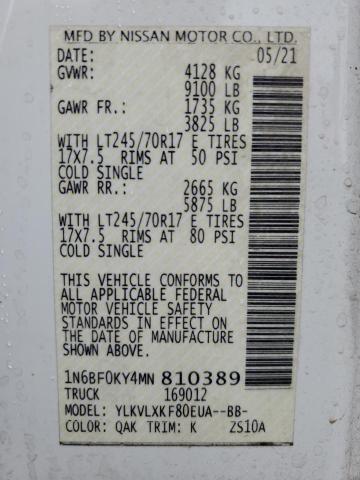 MFD BY NISSAN MOTOR CO., LTD.
DATE: 05/21
GVWR: 4128 KG
9100 LB
GAWR FR.: 1735 KG
3825 LB
WITH LT245/70R17 E TIRES
17X7.5 RIMS AT 50 PSI
COLD SINGLE
GAWR RR.: 2665 KG
5875 LB
WITH LT245/70R17 E TIRES
17X7.5 RIMS AT 80 PSI
COLD SINGLE
THIS VEHICLE CONFORMS TO
ALL APPLICABLE FEDERAL
MOTOR VEHICLE SAFETY
STANDARDS IN EFFECT ON
THE DATE OF MANUFACTURE
SHOWN ABOVE.
1N6BF0KY4MN 810389
TRUCK 169012
MODEL: YLKVLXKF80EUA--BB-
COLOR: QAK TRIM: K ZS10A